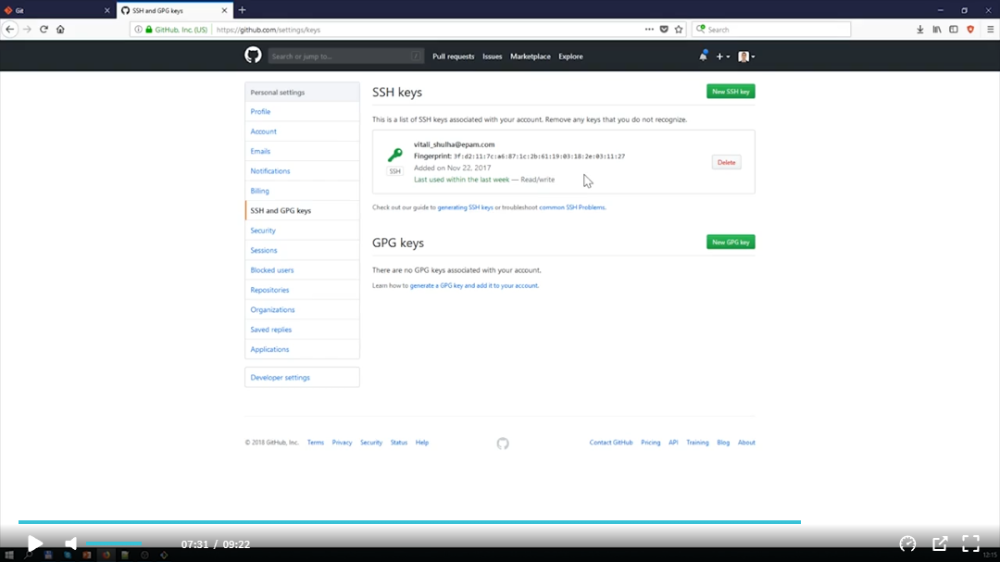 Git
SSH and GPG keys
GitHub, Inc. (US)
https://github.com/settings/keys
Search
Search or jump to...
/
Pull requests
Issues
Marketplace
Explore
Personal settings
Profile
Account
Emails
Notifications
Billing
SSH and GPG keys
Security
Sessions
Blocked users
Repositories
Organizations
Saved replies
Applications
Developer settings
SSH keys
New SSH key
This is a list of SSH keys associated with your account. Remove any keys that you do not recognize.
vitali_shulha@epam.com
Fingerprint: 3f:d2:11:7c:a6:87:1c:2b:61:19:03:18:2e:03:11:27
SSH
Added on Nov 22, 2017
Last used within the last week — Read/write
Delete
Check out our guide to generating SSH keys or troubleshoot common SSH Problems.
GPG keys
New GPG key
There are no GPG keys associated with your account.
Learn how to generate a GPG key and add it to your account.
© 2018 GitHub, Inc.
Terms
Privacy
Security
Status
Help
Contact GitHub
Pricing
API
Training
Blog
About
07:31 / 09:22
12:15